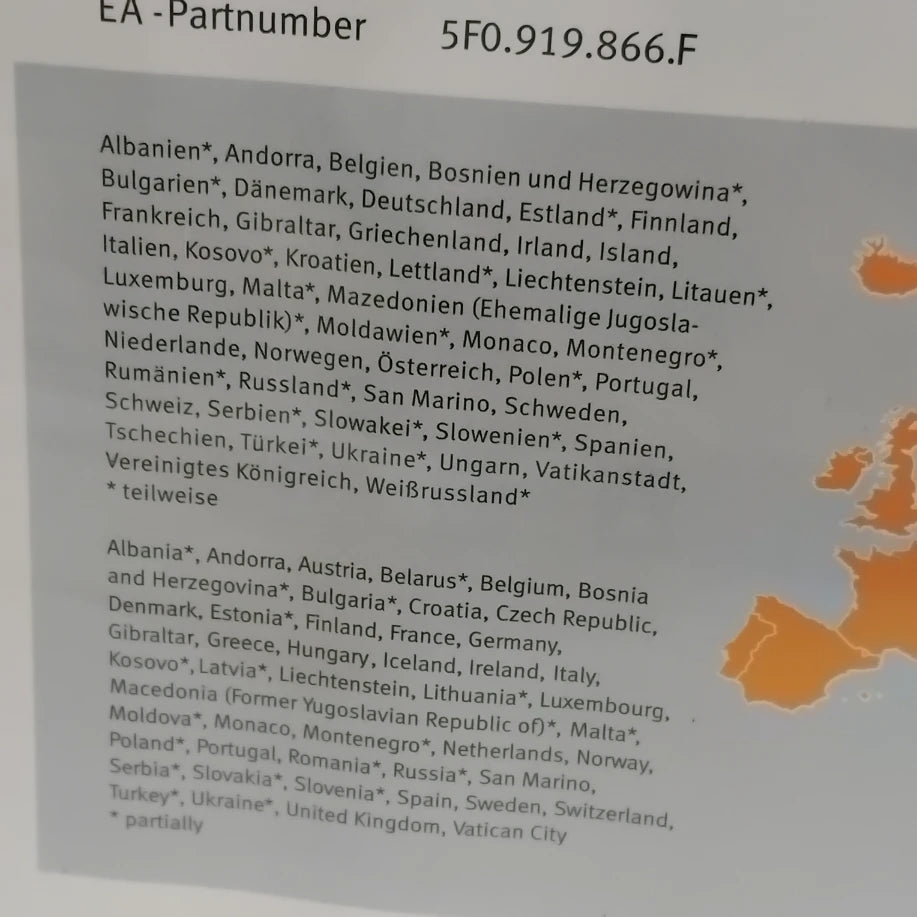 EA -Partnumber 5F0.919.866.F
Albanien*, Andorra, Belgien, Bosnien und Herzegowina*,
Bulgarien*, Dänemark, Deutschland, Estland*, Finnland,
Frankreich, Gibraltar, Griechenland, Irland, Island,
Italien, Kosovo*, Kroatien, Lettland*, Liechtenstein, Litauen*,
Luxemburg, Malta*, Mazedonien (Ehemalige Jugosla-
wische Republik)*, Moldawien*, Monaco, Montenegro*,
Niederlande, Norwegen, Österreich, Polen*, Portugal,
Rumänien*, Russland*, San Marino, Schweden,
Schweiz, Serbien*, Slowakei*, Slowenien*, Spanien,
Tschechien, Türkei*, Ukraine*, Ungarn, Vatikanstadt,
Vereinigtes Königreich, Weißrussland*
* teilweise
Albania*, Andorra, Austria, Belarus*, Belgium, Bosnia
and Herzegovina*, Bulgaria*, Croatia, Czech Republic,
Denmark, Estonia*, Finland, France, Germany,
Gibraltar, Greece, Hungary, Iceland, Ireland, Italy,
Kosovo*, Latvia*, Liechtenstein, Lithuania*, Luxembourg,
Macedonia (Former Yugoslavian Republic of)*, Malta*,
Moldova*, Monaco, Montenegro*, Netherlands, Norway,
Poland*, Portugal, Romania*, Russia*, San Marino,
Serbia*, Slovakia*, Slovenia*, Spain, Sweden, Switzerland,
Turkey*, Ukraine*, United Kingdom, Vatican City
* partially